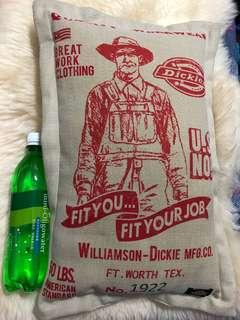 GREAT
WORK
CLOTHING
Dickies
U.S
NO.
FIT YOU...
FIT YOUR JOB
WILLIAMSON-DICKIE MFG.CO.
FT. WORTH TEX.
LBS.
AMERICAN
STANDARD
No. 1922